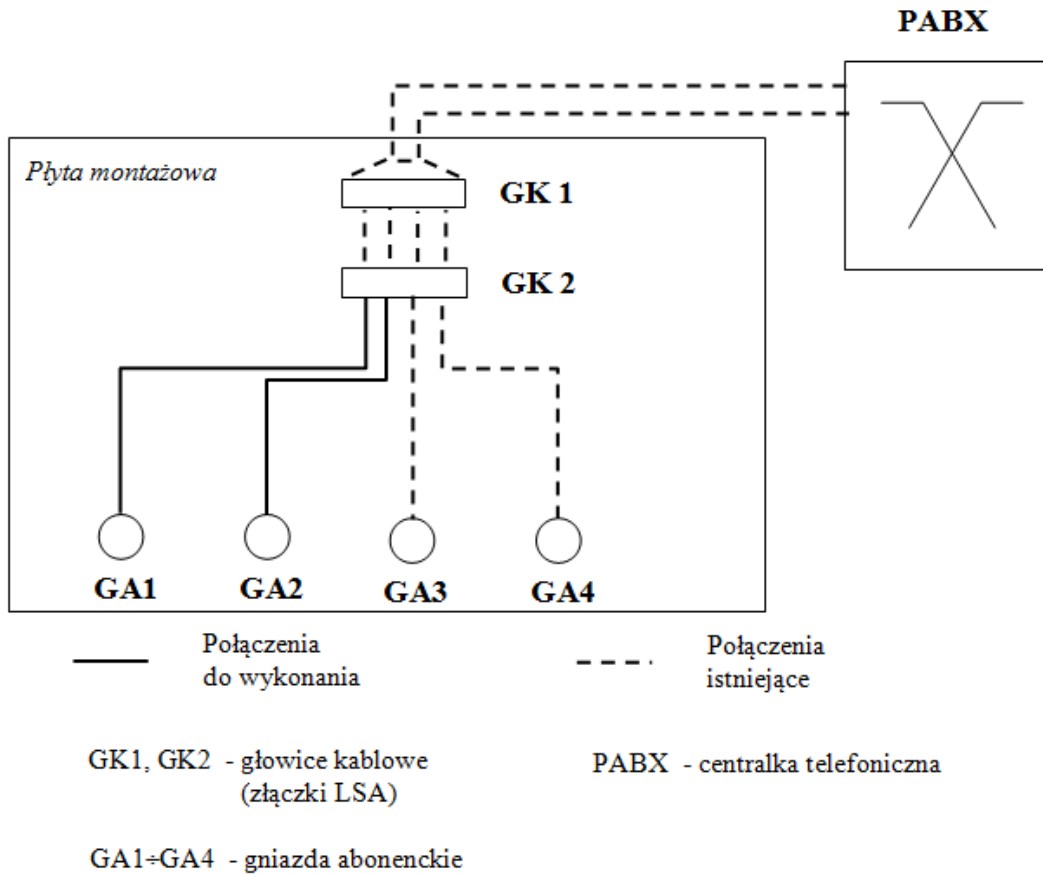 PABX
Płyta montażowa
GK 1
GK 2
GA1
GA2
GA3
GA4
Połączenia
do wykonania
Połączenia
istniejące
GK1, GK2 - głowice kablowe
(złączki LSA)
PABX - centralka telefoniczna
GA1÷GA4 - gniazda abonenckie